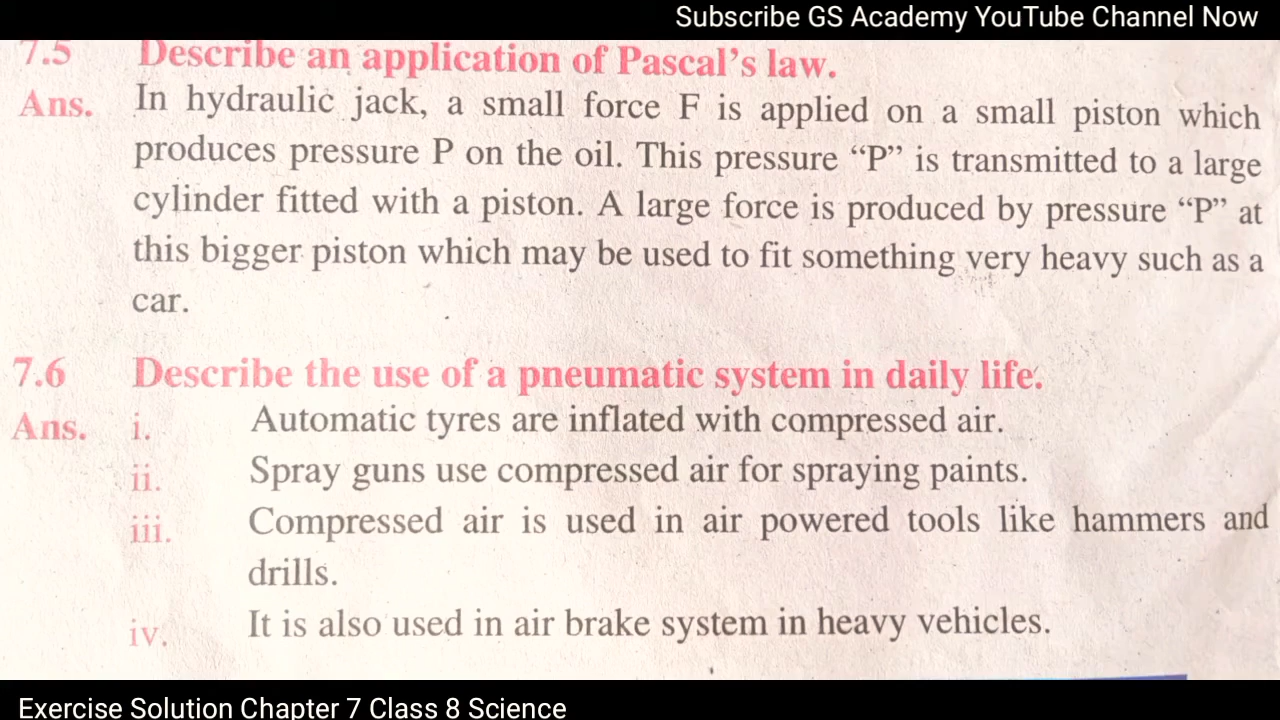 Subscribe GS Academy YouTube Channel Now
7.5 Describe an application of Pascal's law.
Ans. In hydraulic jack, a small force F is applied on a small piston which
produces pressure P on the oil. This pressure “P” is transmitted to a large
cylinder fitted with a piston. A large force is produced by pressure “P” at
this bigger piston which may be used to fit something very heavy such as a
car.
7.6 Describe the use of a pneumatic system in daily life.
Ans. i. Automatic tyres are inflated with compressed air.
ii. Spray guns use compressed air for spraying paints.
iii. Compressed air is used in air powered tools like hammers and
drills.
iv. It is also used in air brake system in heavy vehicles.
Exercise Solution Chapter 7 Class 8 Science